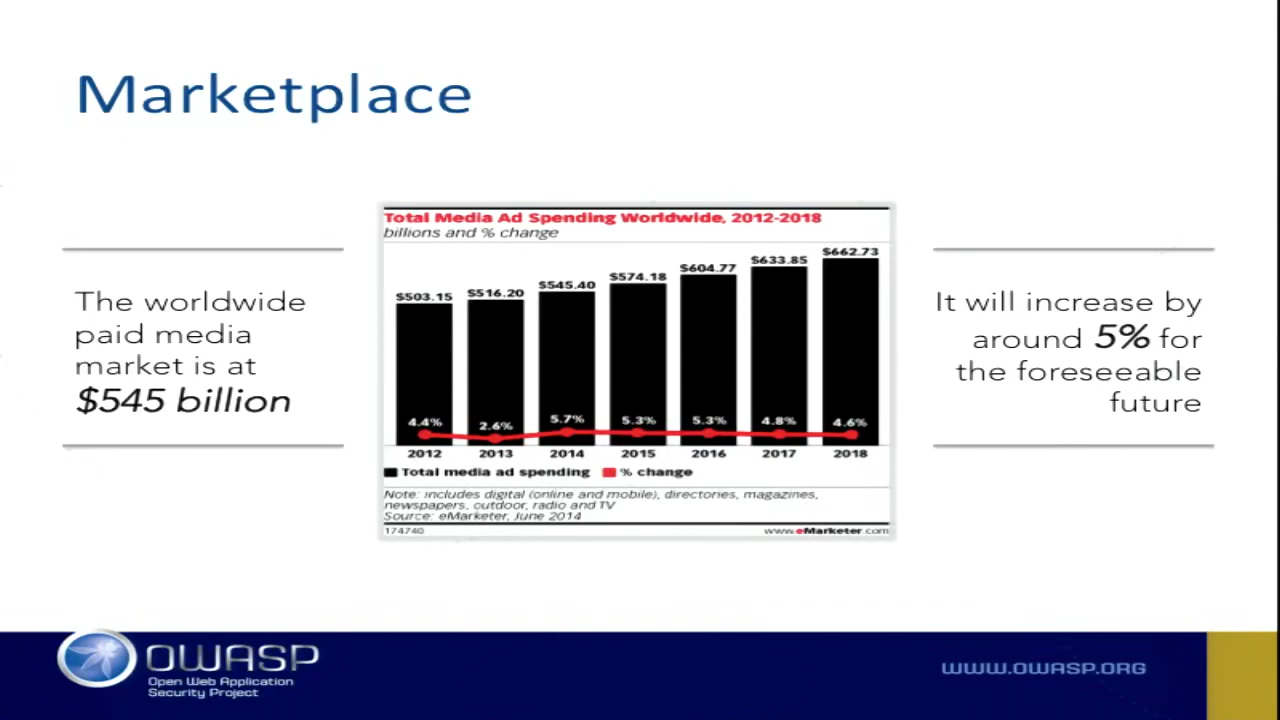 Marketplace
The worldwide
paid media
market is at
$545 billion
Total Media Ad Spending Worldwide, 2012-2018
billions and % change
$503.15 $516.20 $545.40 $574.18 $604.77 $633.85 $662.73
4.4% 2.6% 5.7% 5.3% 5.3% 4.8% 4.6%
2012 2013 2014 2015 2016 2017 2018
Total media ad spending % change
Note: includes digital (online and mobile), directories, magazines,
newspapers, outdoor, radio and TV
Source: eMarketer, June 2014
174740 www.eMarketer.com
It will increase by
around 5% for
the foreseeable
future
OWASP
Open Web Application
Security Project
WWW.OWASP.ORG